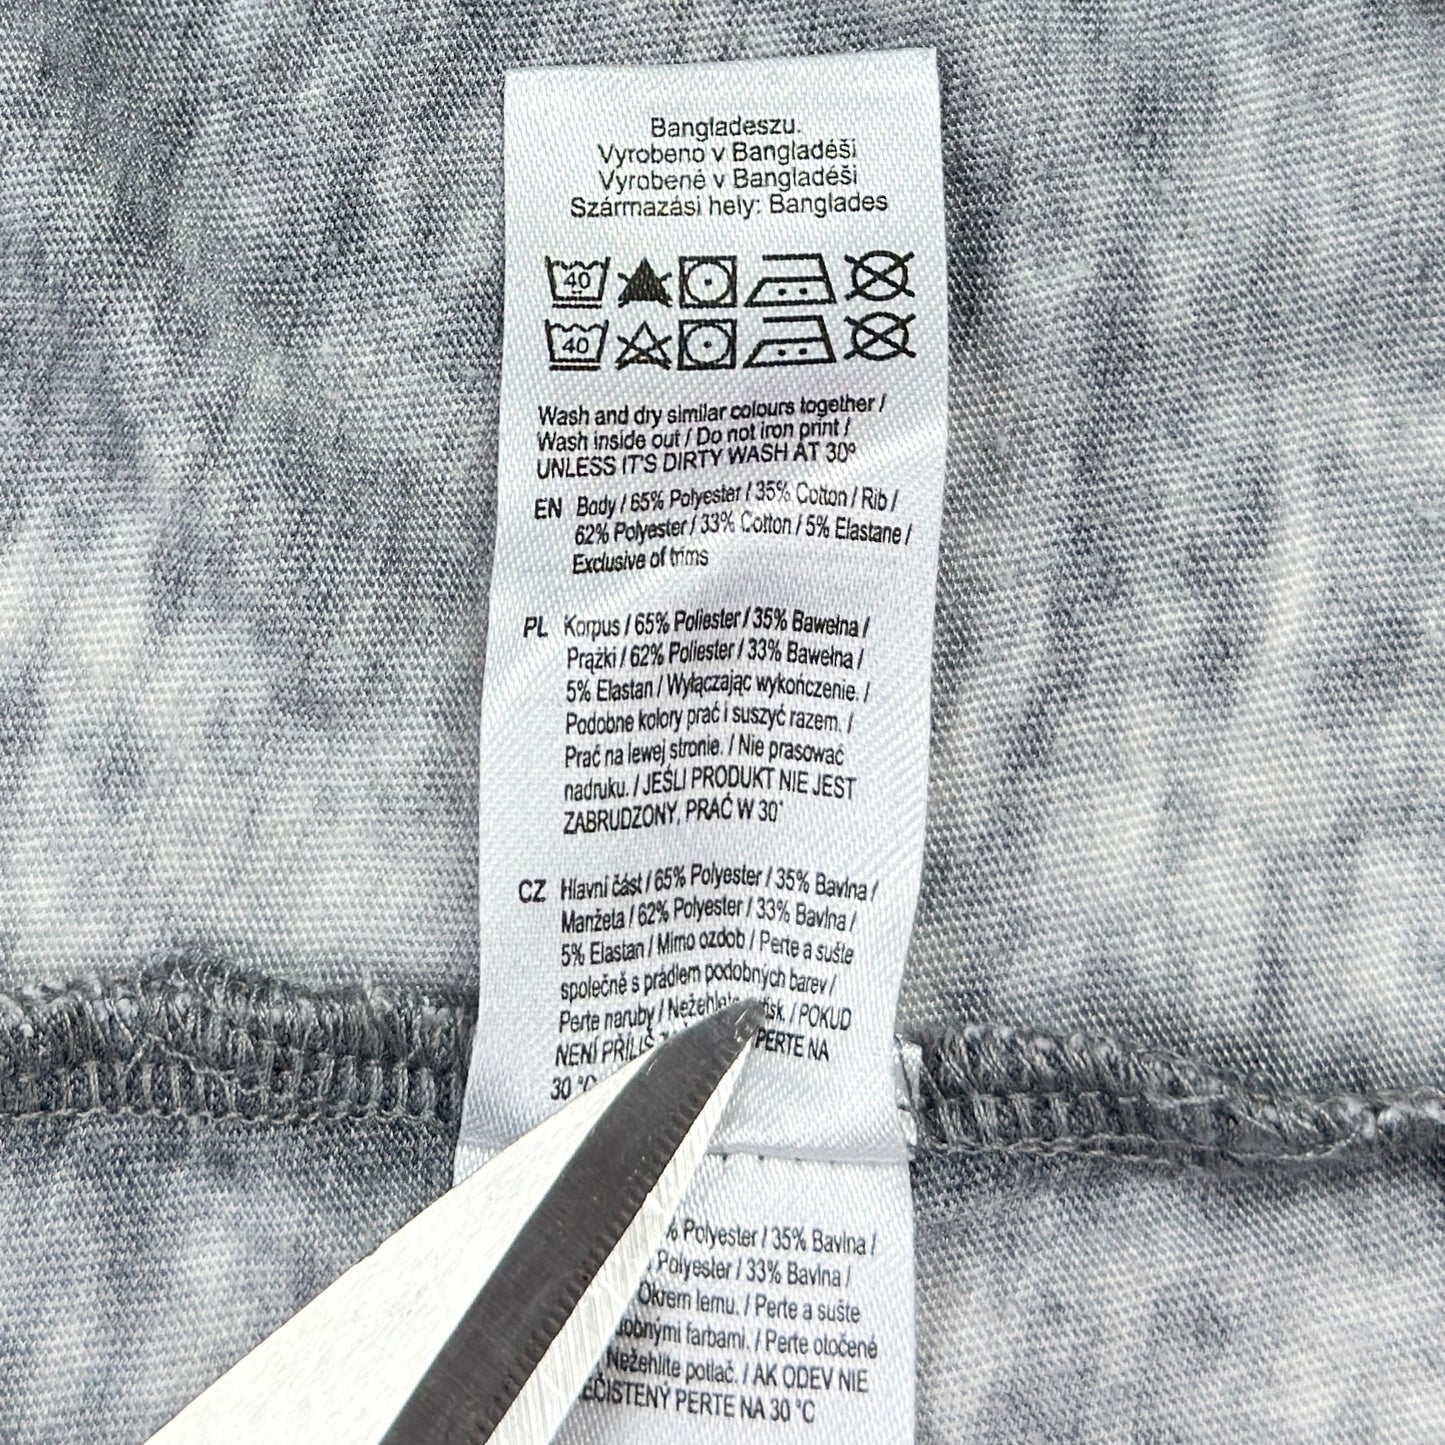 Bangladeszu.
Vyrobeno v Bangladéši
Vyrobené v Bangladéši
Származási hely: Banglades
40
40
Wash and dry similar colours together /
Wash inside out / Do not iron print /
UNLESS IT'S DIRTY WASH AT 30º
EN Body / 65% Polyester / 35% Cotton / Rib /
62% Polyester / 33% Cotton / 5% Elastane /
Exclusive of trims
PL Korpus / 65% Poliester / 35% Bawełna /
Prążki / 62% Poliester / 33% Bawełna /
5% Elastan / Wyłączając wykończenie. /
Podobne kolory prać i suszyć razem. /
Prać na lewej stronie. / Nie prasować
nadruku. / JEŚLI PRODUKT NIE JEST
ZABRUDZONY, PRAĆ W 30˚
CZ Hlavní část / 65% Polyester / 35% Bavlna /
Manžeta / 62% Polyester / 33% Bavlna /
5% Elastan / Mimo ozdob / Perte a sušte
společně s prádlem podobných barev /
Perte naruby / / POKUD
NENÍ PŘÍLIŠ PERTE NA
30 °C
% Polyester / 35% Bavlna /
Polyester / 33% Bavlna /
Okrem lemu. / Perte a sušte
farbami. / Perte otočené
Nežehlite potlač. / AK ODEV NIE
PERTE NA 30 °C